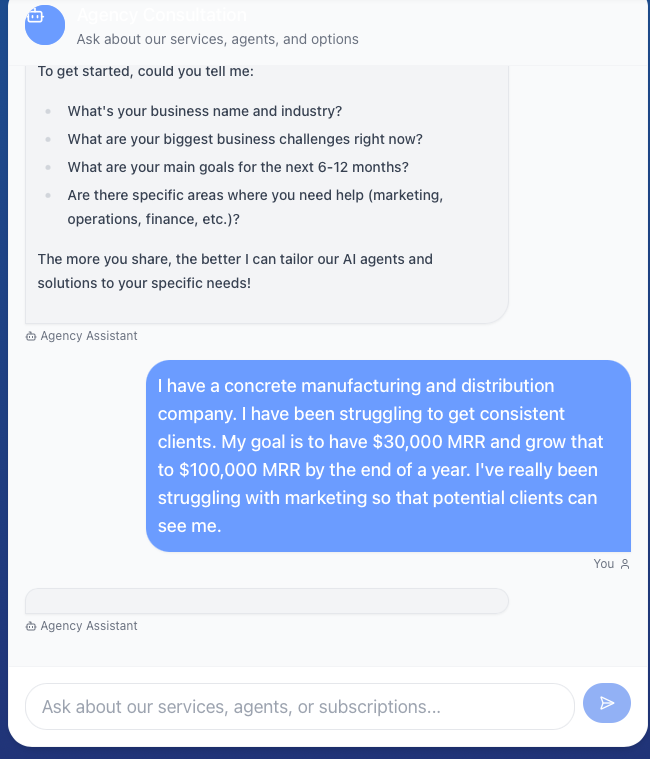 Agency Consultation
Ask about our services, agents, and options
To get started, could you tell me:
What's your business name and industry?
What are your biggest business challenges right now?
What are your main goals for the next 6-12 months?
Are there specific areas where you need help (marketing,
operations, finance, etc.)?
The more you share, the better I can tailor our AI agents and
solutions to your specific needs!
Agency Assistant
I have a concrete manufacturing and distribution
company. I have been struggling to get consistent
clients. My goal is to have $30,000 MRR and grow that
to $100,000 MRR by the end of a year. I've really been
struggling with marketing so that potential clients can
see me.
You
Agency Assistant
Ask about our services, agents, or subscriptions...